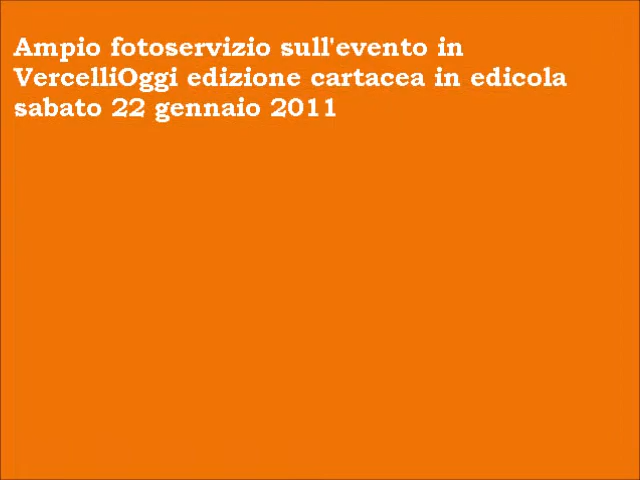 Ampio fotoservizio sull'evento in
VercelliOggi edizione cartacea in edicola
sabato 22 gennaio 2011